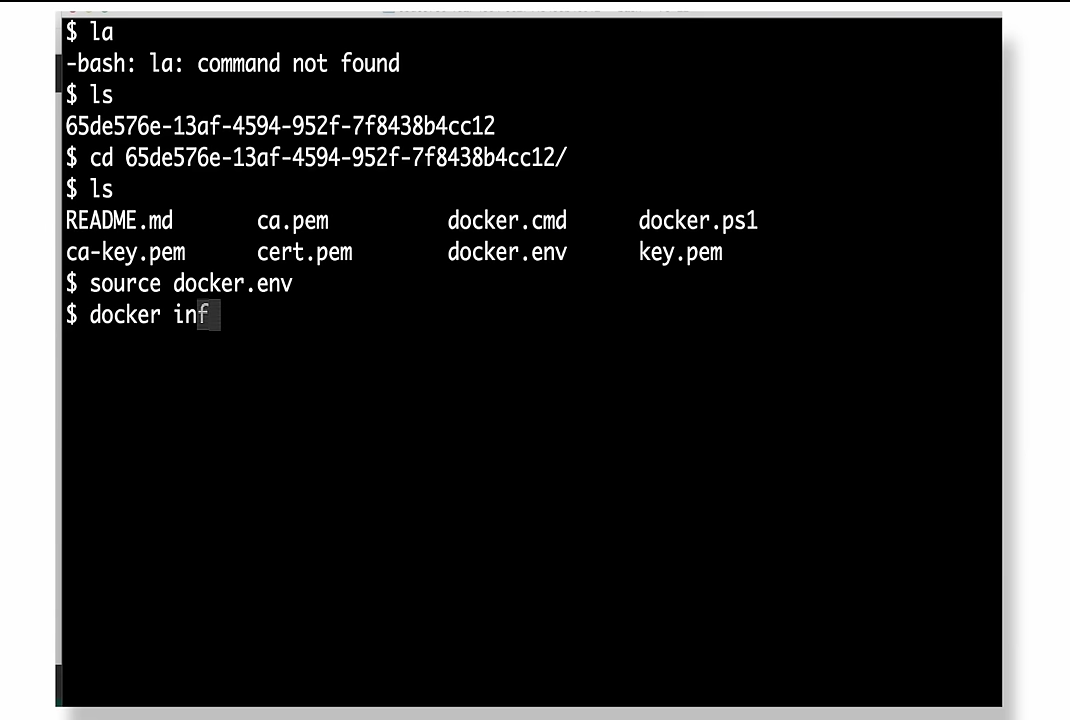 $ la
-bash: la: command not found
$ ls
65de576e-13af-4594-952f-7f8438b4cc12
$ cd 65de576e-13af-4594-952f-7f8438b4cc12/
$ ls
README.md ca.pem docker.cmd docker.ps1
ca-key.pem cert.pem docker.env key.pem
$ source docker.env
$ docker inf